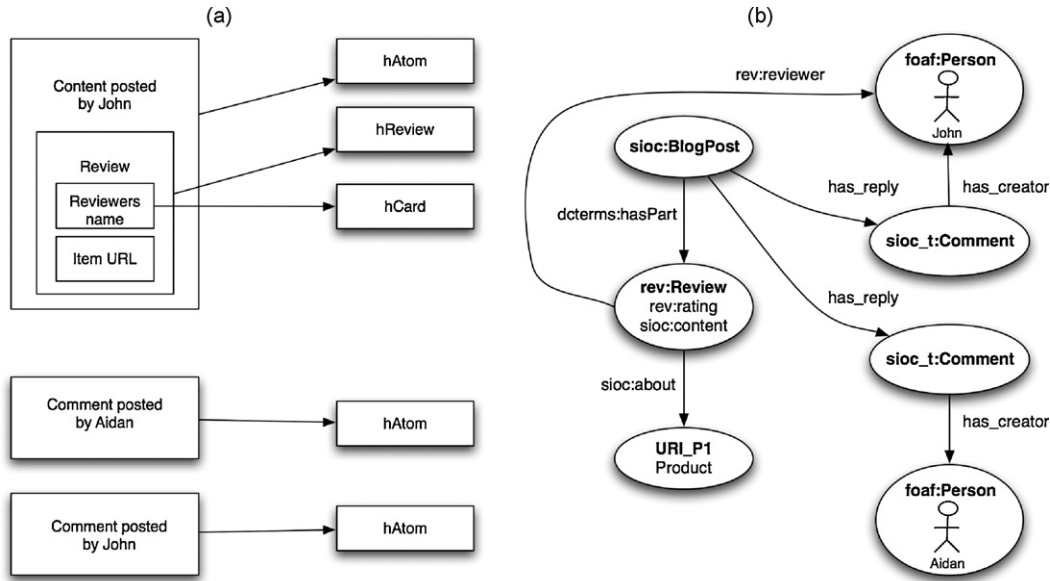 (a)
Content posted
by John
Review
Reviewers
name
Item URL
hAtom
hReview
hCard
Comment posted
by Aidan
hAtom
Comment posted
by John
hAtom
(b)
foaf:Person
John
rev:reviewer
sioc:BlogPost
has_reply
has_creator
dcterms:hasPart
sioc_t:Comment
rev:Review
rev:rating
sioc:content
has_reply
sioc_t:Comment
sioc:about
has_creator
URI_P1
Product
foaf:Person
Aidan